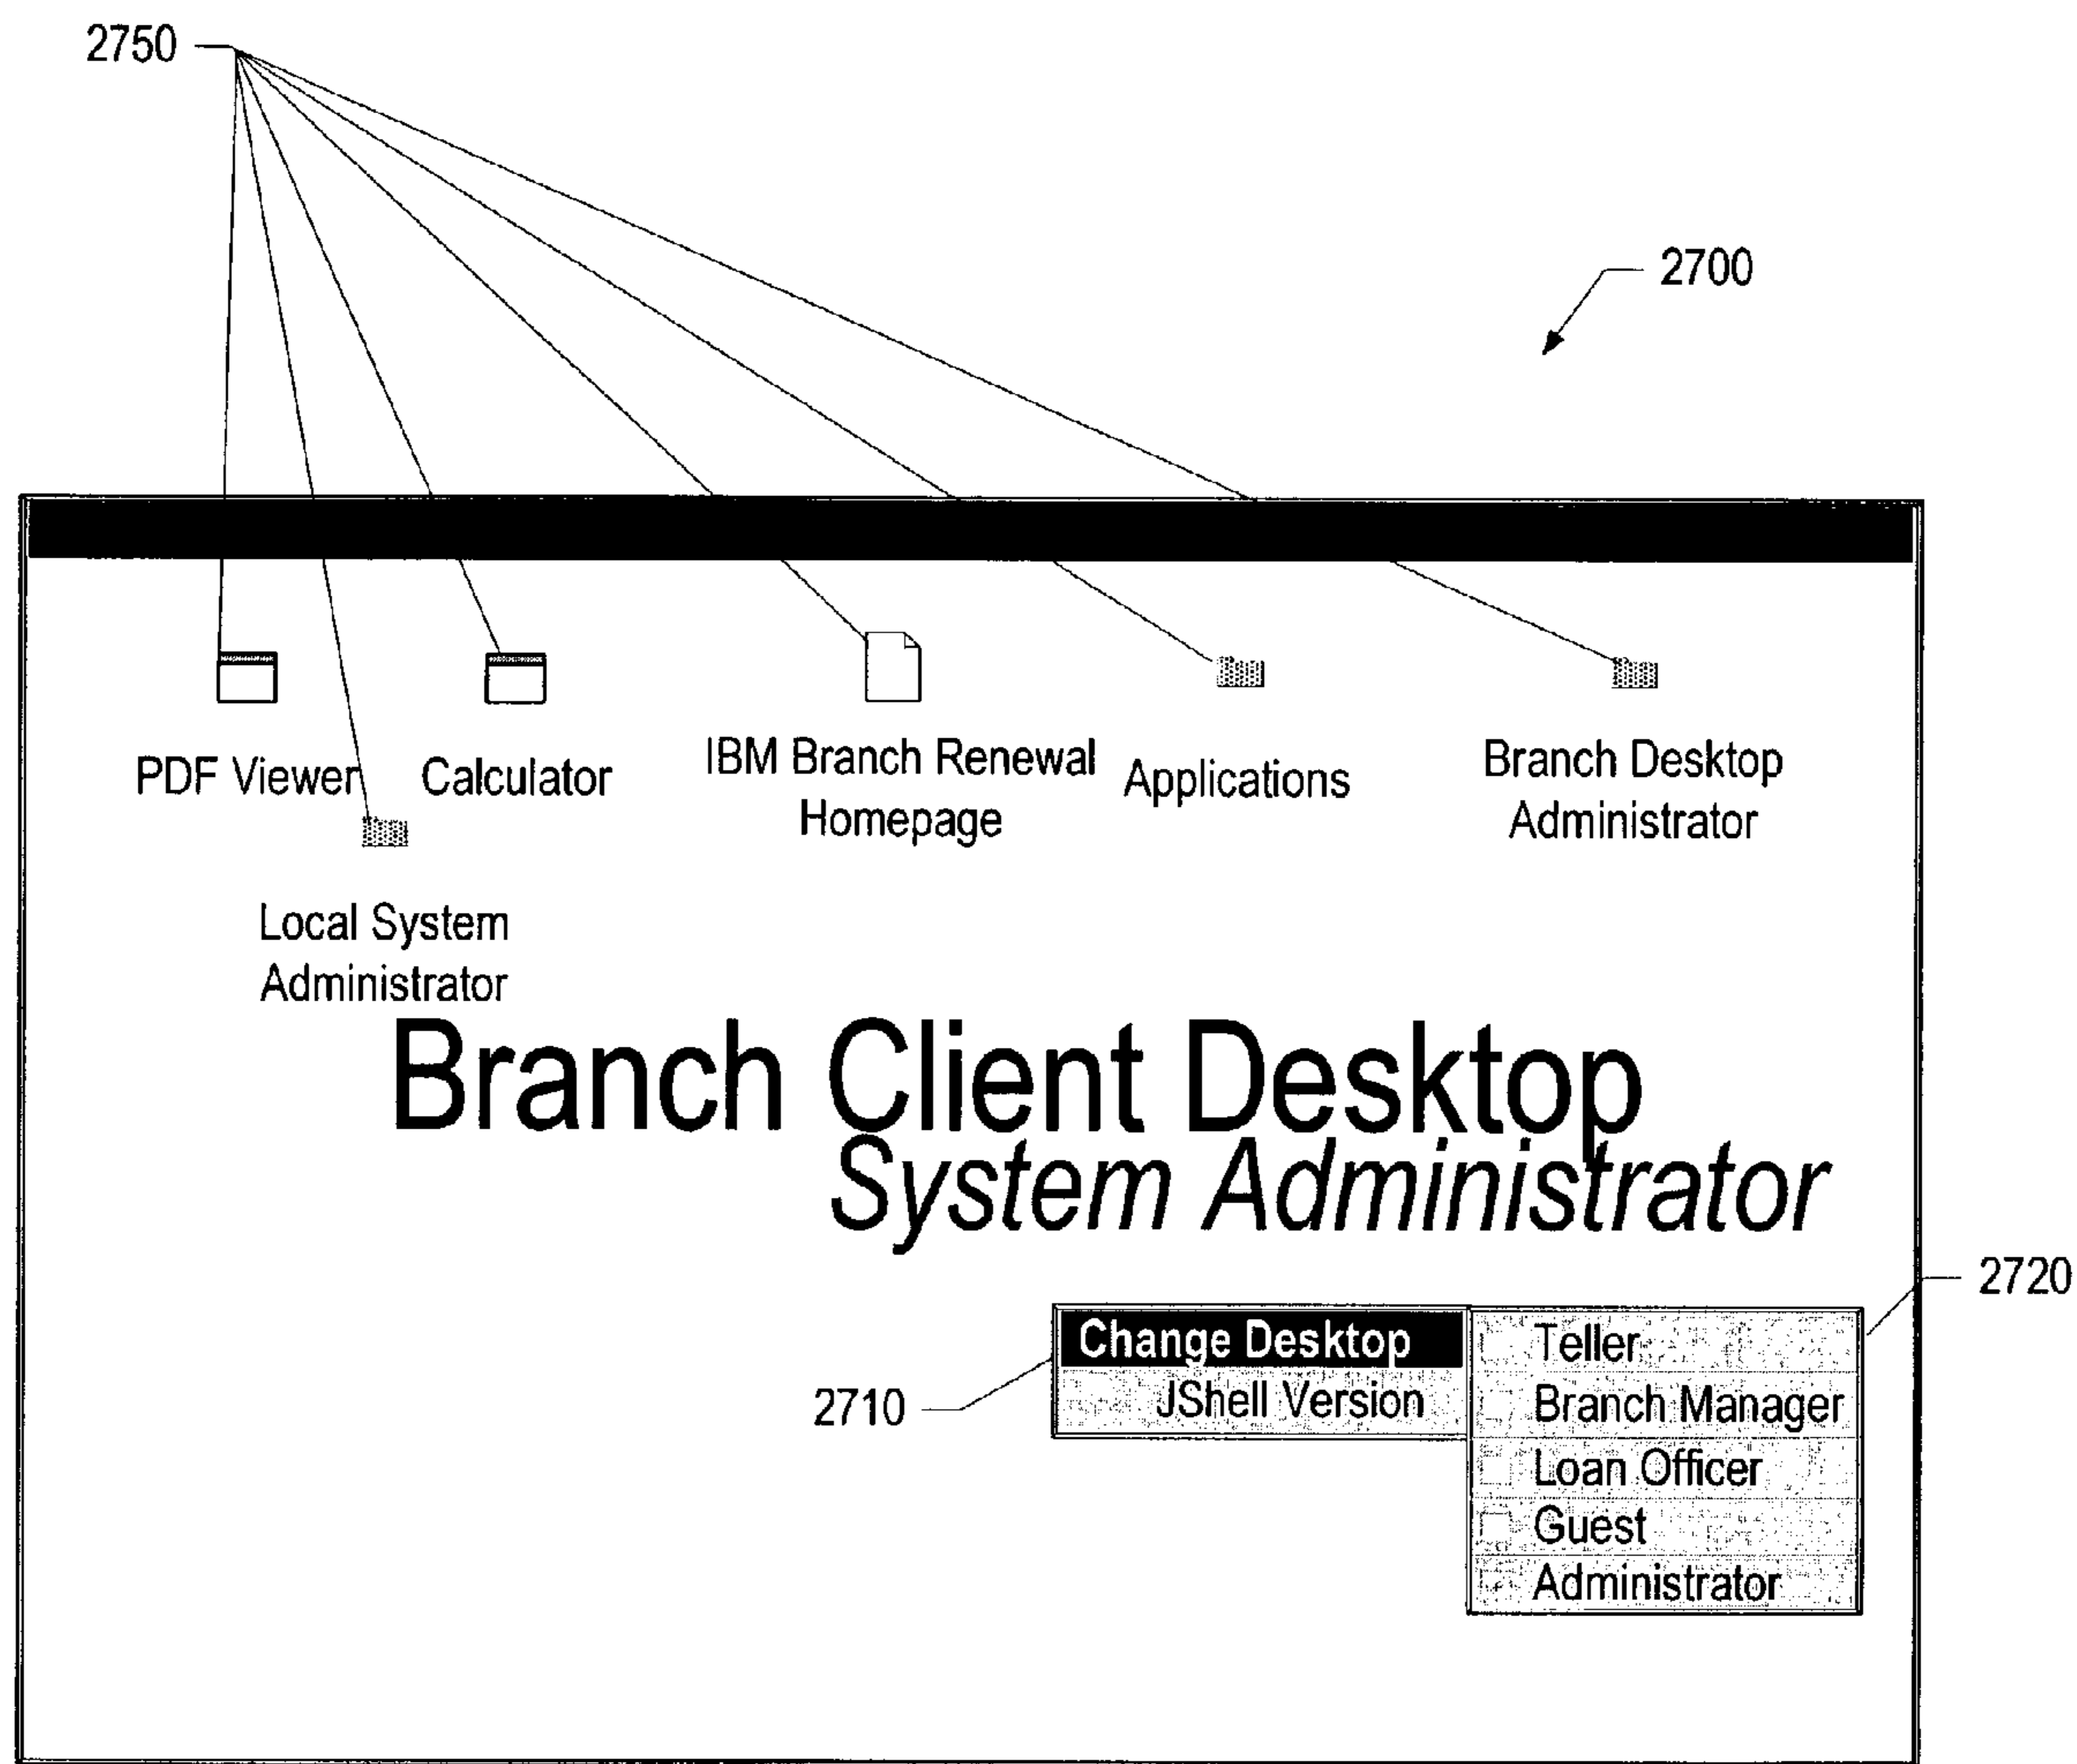 2750
2700
PDF Viewer
Calculator
IBM Branch Renewal
Homepage
Applications
Branch Desktop
Administrator
Local System
Administrator
Branch Client Desktop
System Administrator
2720
2710
Change Desktop
JShell Version
Teller
Branch Manager
Loan Officer
Guest
Administrator